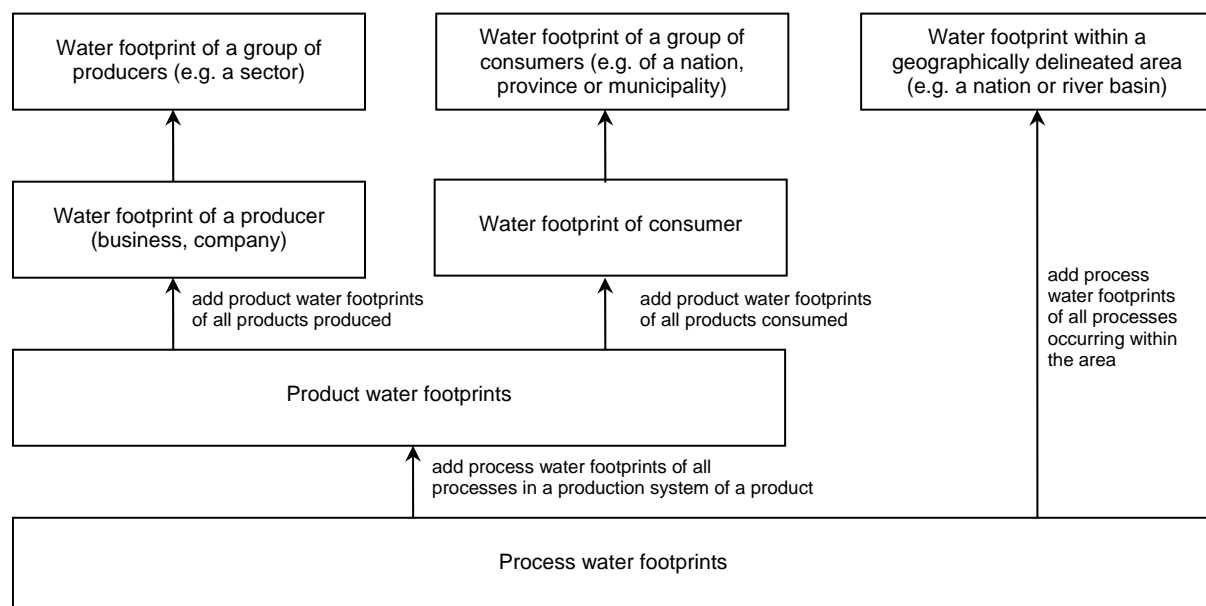 Water footprint of a group of
producers (e.g. a sector)
Water footprint of a group of
consumers (e.g. of a nation,
province or municipality)
Water footprint within a
geographically delineated area
(e.g. a nation or river basin)
Water footprint of a producer
(business, company)
Water footprint of consumer
add product water footprints
of all products produced
add product water footprints
of all products consumed
add process
water footprints
of all processes
occurring within
the area
Product water footprints
add process water footprints of all
processes in a production system of a product
Process water footprints